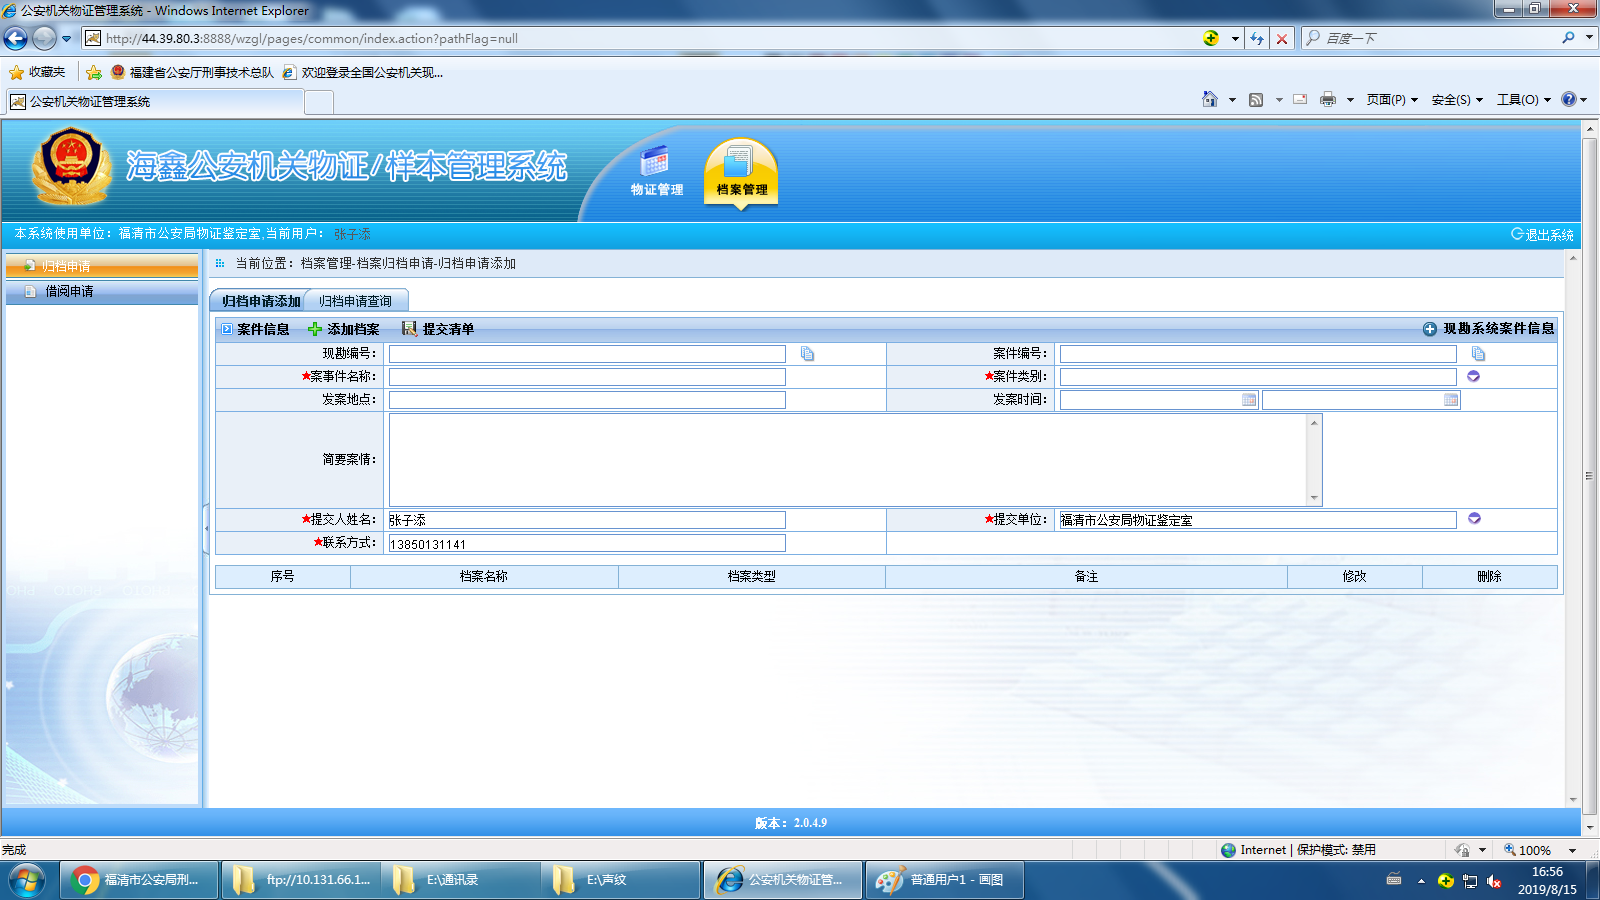 公安机关物证管理系统 - Windows Internet Explorer
http://44.39.80.3:8888/wzgl/pages/common/index.action?pathFlag=null
百度一下
收藏夹
福建省公安厅刑事技术总队
欢迎登录全国公安机关现...
公安机关物证管理系统
页面(P)
安全(S)
工具(O)
海鑫公安机关物证/样本管理系统
物证管理
档案管理
本系统使用单位：福清市公安局物证鉴定室,当前用户： 张子添
退出系统
归档申请
借阅申请
当前位置：档案管理-档案归档申请-归档申请添加
归档申请添加
归档申请查询
案件信息
添加档案
提交清单
现勘系统案件信息
现勘编号：
案件编号：
★案事件名称：
★案件类别：
发案地点：
发案时间：
简要案情：
★提交人姓名： 张子添
★提交单位： 福清市公安局物证鉴定室
★联系方式： 13850131141
序号 档案名称 档案类型 备注 修改 删除
版本：2.0.4.9
完成
Internet | 保护模式: 禁用
100%
福清市公安局刑...
ftp://10.131.66.1...
E:\通讯录
E:\声纹
公安机关物证管...
普通用户1 - 画图
16:56
2019/8/15